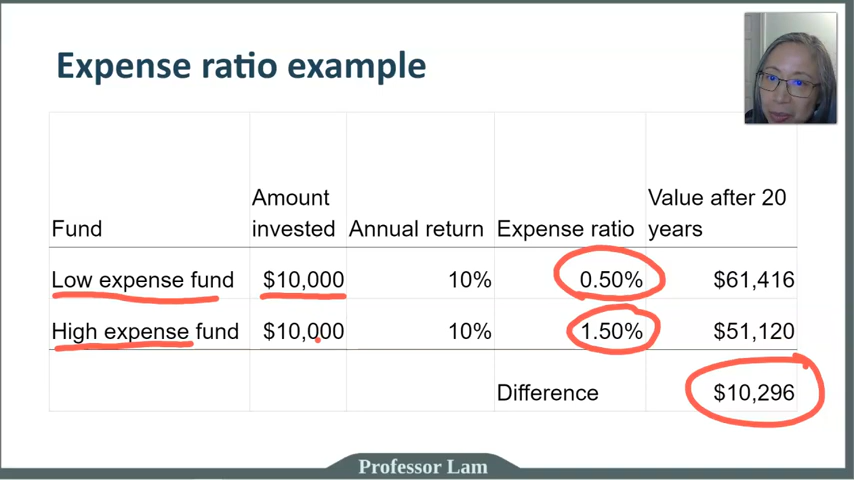 Expense ratio example
Fund Amount invested Annual return Expense ratio Value after 20 years
Low expense fund $10,000 10% 0.50% $61,416
High expense fund $10,000 10% 1.50% $51,120
Difference $10,296
Professor Lam